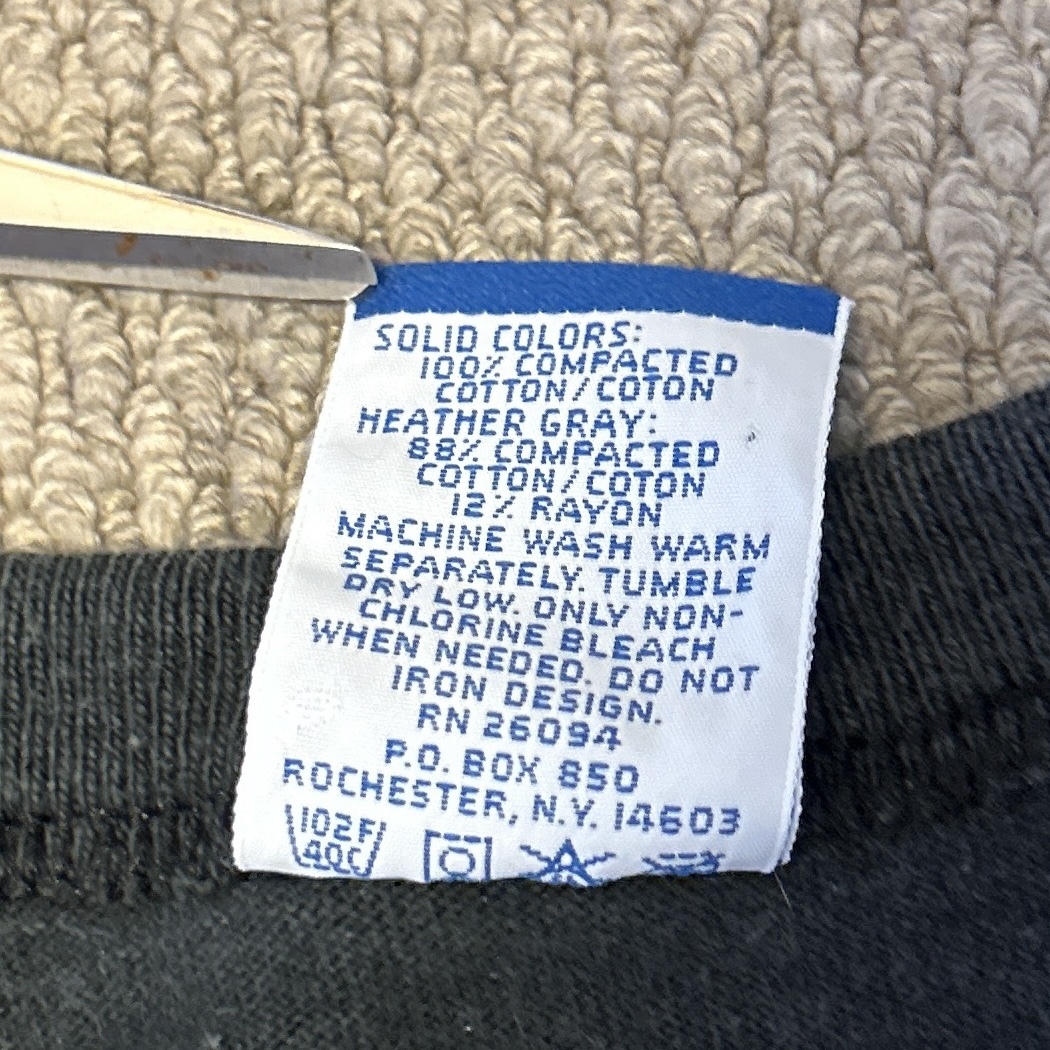 SOLID COLORS:
100% COMPACTED
COTTON/COTON
HEATHER GRAY:
88% COMPACTED
COTTON/COTON
12% RAYON
MACHINE WASH WARM
SEPARATELY. TUMBLE
DRY LOW. ONLY NON-
CHLORINE BLEACH
WHEN NEEDED. DO NOT
IRON DESIGN.
RN 26094
P.O. BOX 850
ROCHESTER, N.Y. 14603
102F
40C